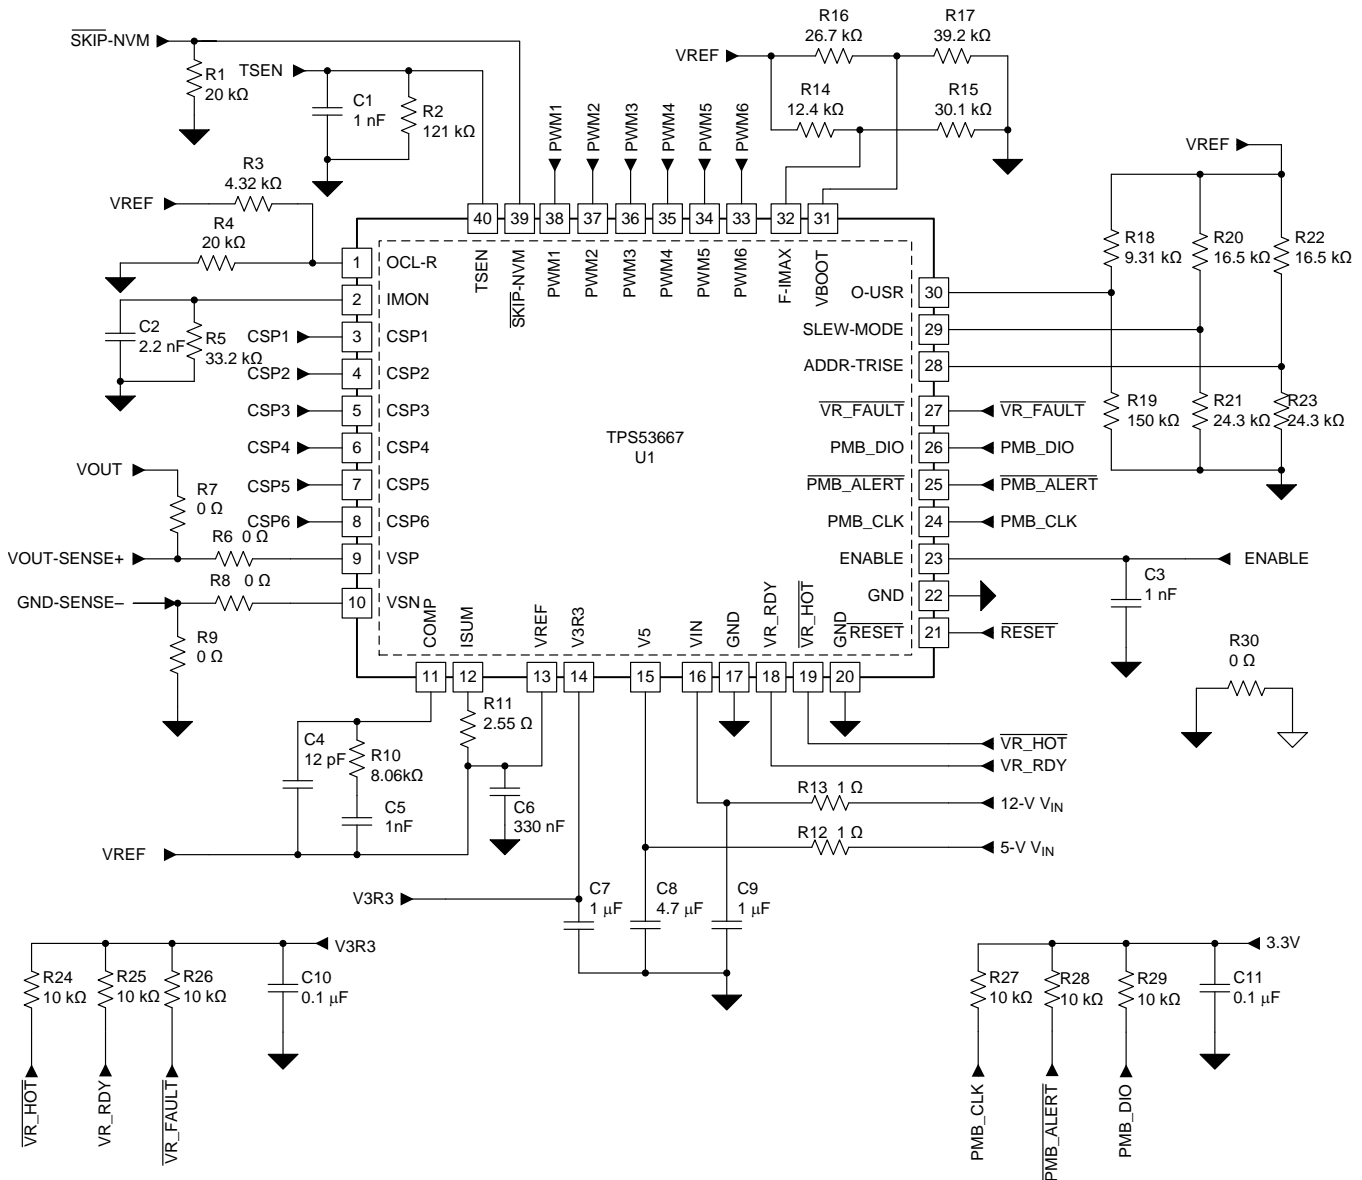 S̅K̅I̅P̅-NVM
R1
20 kΩ
TSEN
C1
1 nF
R2
121 kΩ
PWM1
PWM2
PWM3
PWM4
PWM5
PWM6
VREF
R16
26.7 kΩ
R17
39.2 kΩ
R14
12.4 kΩ
R15
30.1 kΩ
VREF
R18
9.31 kΩ
R20
16.5 kΩ
R22
16.5 kΩ
R19
150 kΩ
R21
24.3 kΩ
R23
24.3 kΩ
R3
4.32 kΩ
VREF
R4
20 kΩ
C2
2.2 nF
R5
33.2 kΩ
CSP1
CSP2
CSP3
CSP4
CSP5
CSP6
VOUT
R7
0 Ω
R6 0 Ω
VOUT-SENSE+
R8 0 Ω
GND-SENSE–
R9
0 Ω
40
39
38
37
36
35
34
33
32
31
TSEN
S̅K̅I̅P̅-NVM
PWM1
PWM2
PWM3
PWM4
PWM5
PWM6
F-IMAX
VBOOT
1 OCL-R
2 IMON
3 CSP1
4 CSP2
5 CSP3
6 CSP4
7 CSP5
8 CSP6
9 VSP
10 VSN
TPS53667
U1
O-USR 30
SLEW-MODE 29
ADDR-TRISE 28
V̅R̅_̅F̅A̅U̅L̅T̅ 27 V̅R̅_̅F̅A̅U̅L̅T̅
PMB_DIO 26 PMB_DIO
P̅M̅B̅_̅A̅L̅E̅R̅T̅ 25 P̅M̅B̅_̅A̅L̅E̅R̅T̅
PMB_CLK 24 PMB_CLK
ENABLE 23 ENABLE
GND 22
R̅E̅S̅E̅T̅ 21 R̅E̅S̅E̅T̅
C3
1 nF
COMP
ISUM
VREF
V3R3
V5
VIN
GND
VR_RDY
V̅R̅_̅H̅O̅T̅
GND
11
12
13
14
15
16
17
18
19
20
R30
0 Ω
R11
2.55 Ω
C4
12 pF
R10
8.06kΩ
C5
1nF
C6
330 nF
VREF
V̅R̅_̅H̅O̅T̅
VR_RDY
R13 1 Ω
12-V VIN
R12 1 Ω
5-V VIN
V3R3
C7
1 μF
C8
4.7 μF
C9
1 μF
V3R3
R24
10 kΩ
R25
10 kΩ
R26
10 kΩ
C10
0.1 μF
V̅R̅_̅H̅O̅T̅
VR_RDY
V̅R̅_̅F̅A̅U̅L̅T̅
3.3V
R27
10 kΩ
R28
10 kΩ
R29
10 kΩ
C11
0.1 μF
PMB_CLK
P̅M̅B̅_̅A̅L̅E̅R̅T̅
PMB_DIO